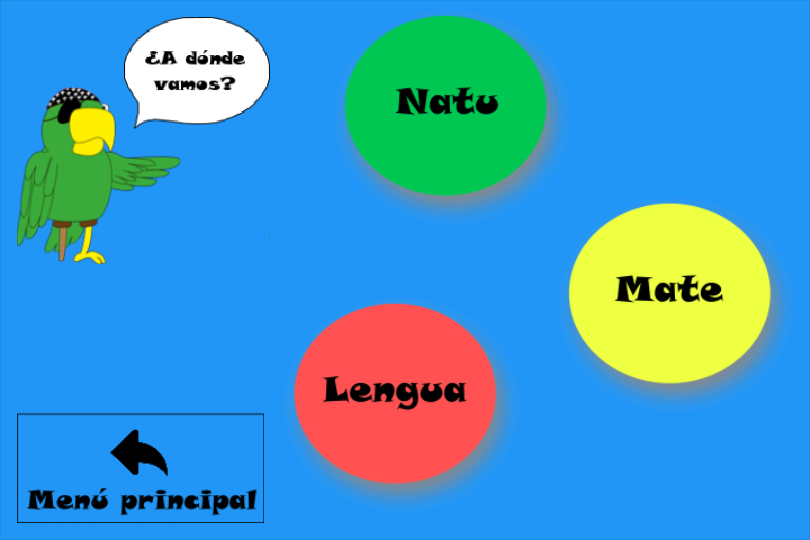 ¿A dónde
vamos?
Natu
Mate
Lengua
Menú principal